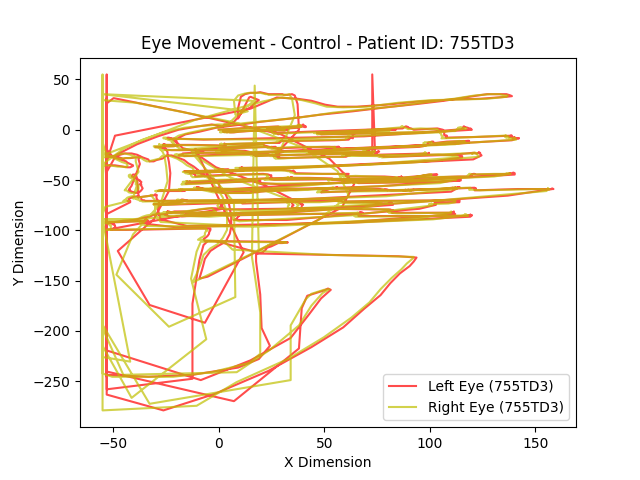 Eye Movement - Control - Patient ID: 755TD3
50
0
−50
−100
−150
−200
−250
Y Dimension
−50
0
50
100
150
X Dimension
Left Eye (755TD3)
Right Eye (755TD3)